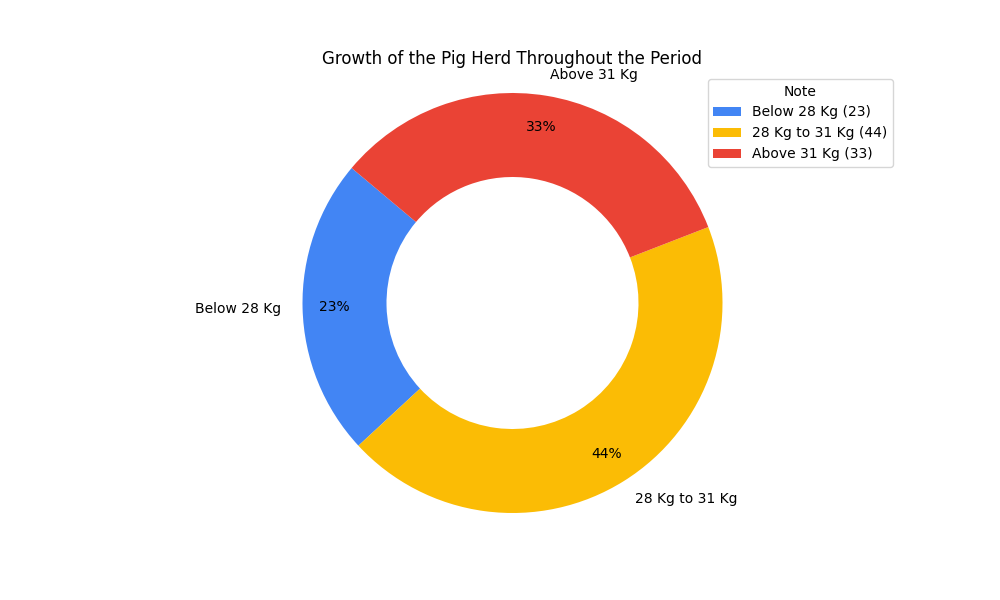 Growth of the Pig Herd Throughout the Period
Above 31 Kg
Note
Below 28 Kg (23)
28 Kg to 31 Kg (44)
Above 31 Kg (33)
33%
Below 28 Kg
23%
44%
28 Kg to 31 Kg